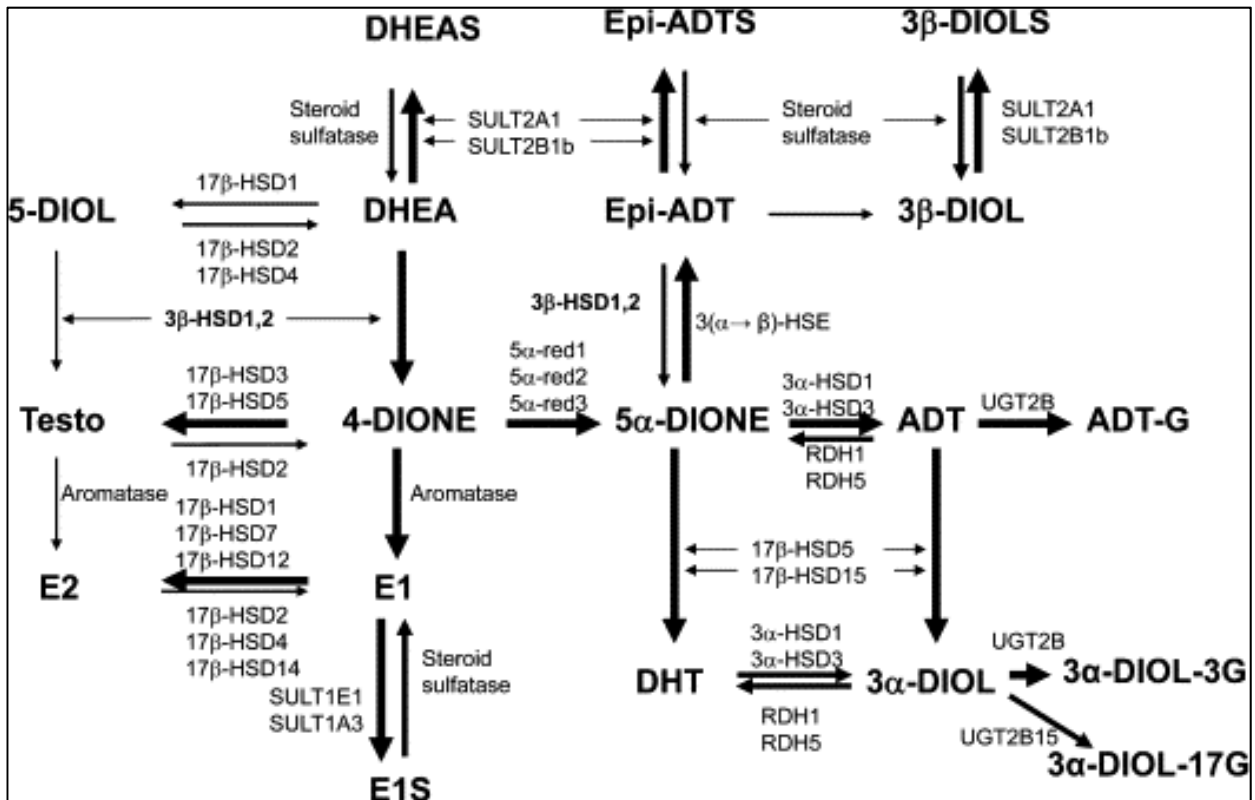 DHEAS
Epi-ADTS
3β-DIOLS
Steroid
sulfatase
SULT2A1
SULT2B1b
Steroid
sulfatase
SULT2A1
SULT2B1b
17β-HSD1
5-DIOL
DHEA
Epi-ADT
3β-DIOL
17β-HSD2
17β-HSD4
3β-HSD1,2
3β-HSD1,2
3(α→ β)-HSE
17β-HSD3
17β-HSD5
5α-red1
5α-red2
5α-red3
3α-HSD1
3α-HSD3
UGT2B
Testo
4-DIONE
5α-DIONE
ADT
ADT-G
17β-HSD2
RDH1
RDH5
Aromatase
17β-HSD1
17β-HSD7
17β-HSD12
Aromatase
17β-HSD5
17β-HSD15
E2
E1
17β-HSD2
17β-HSD4
17β-HSD14
SULT1E1
SULT1A3
Steroid
sulfatase
3α-HSD1
3α-HSD3
UGT2B
DHT
3α-DIOL
3α-DIOL-3G
RDH1
RDH5
UGT2B15
3α-DIOL-17G
E1S